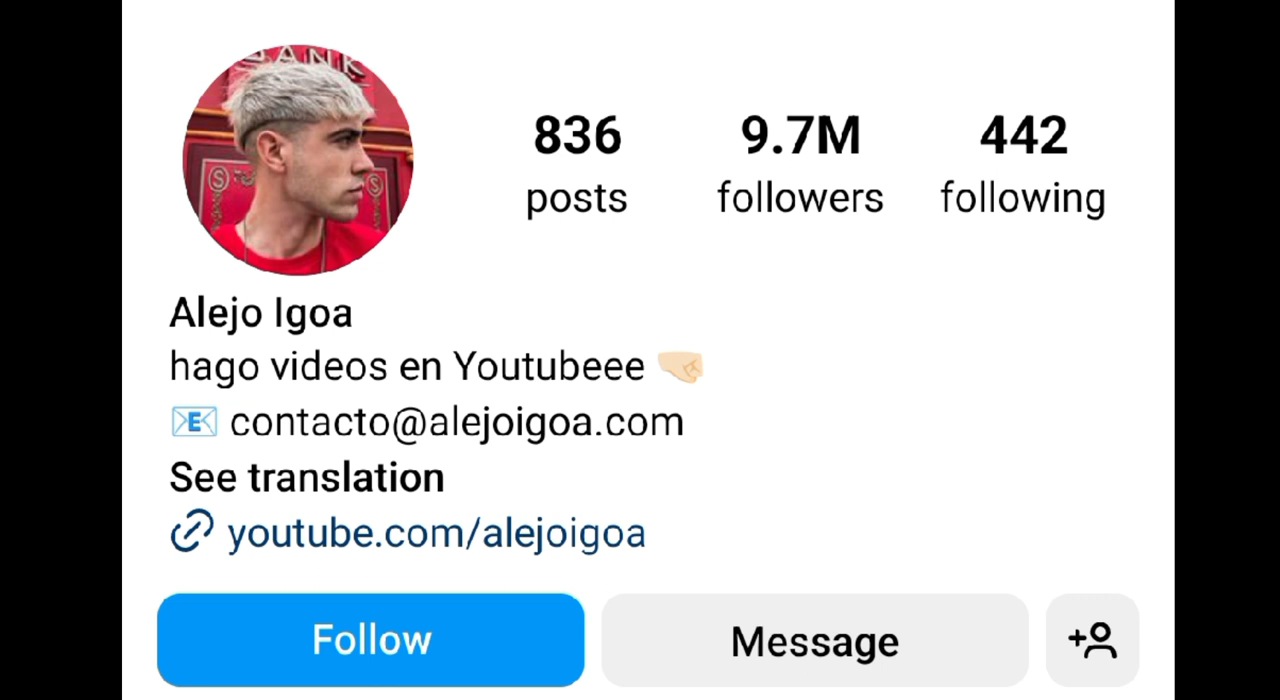 BANK
836 9.7M 442
posts followers following
Alejo Igoa
hago videos en Youtubeee 🤜🏻
📧 contacto@alejoigoa.com
See translation
youtube.com/alejoigoa
Follow Message